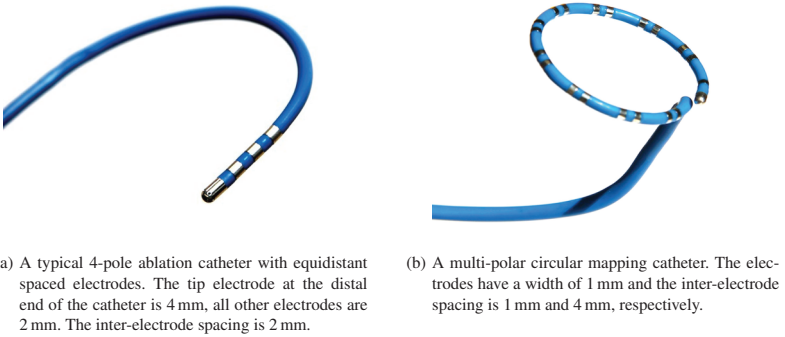 a) A typical 4-pole ablation catheter with equidistant
spaced electrodes. The tip electrode at the distal
end of the catheter is 4 mm, all other electrodes are
2 mm. The inter-electrode spacing is 2 mm.
(b) A multi-polar circular mapping catheter. The elec-
trodes have a width of 1 mm and the inter-electrode
spacing is 1 mm and 4 mm, respectively.